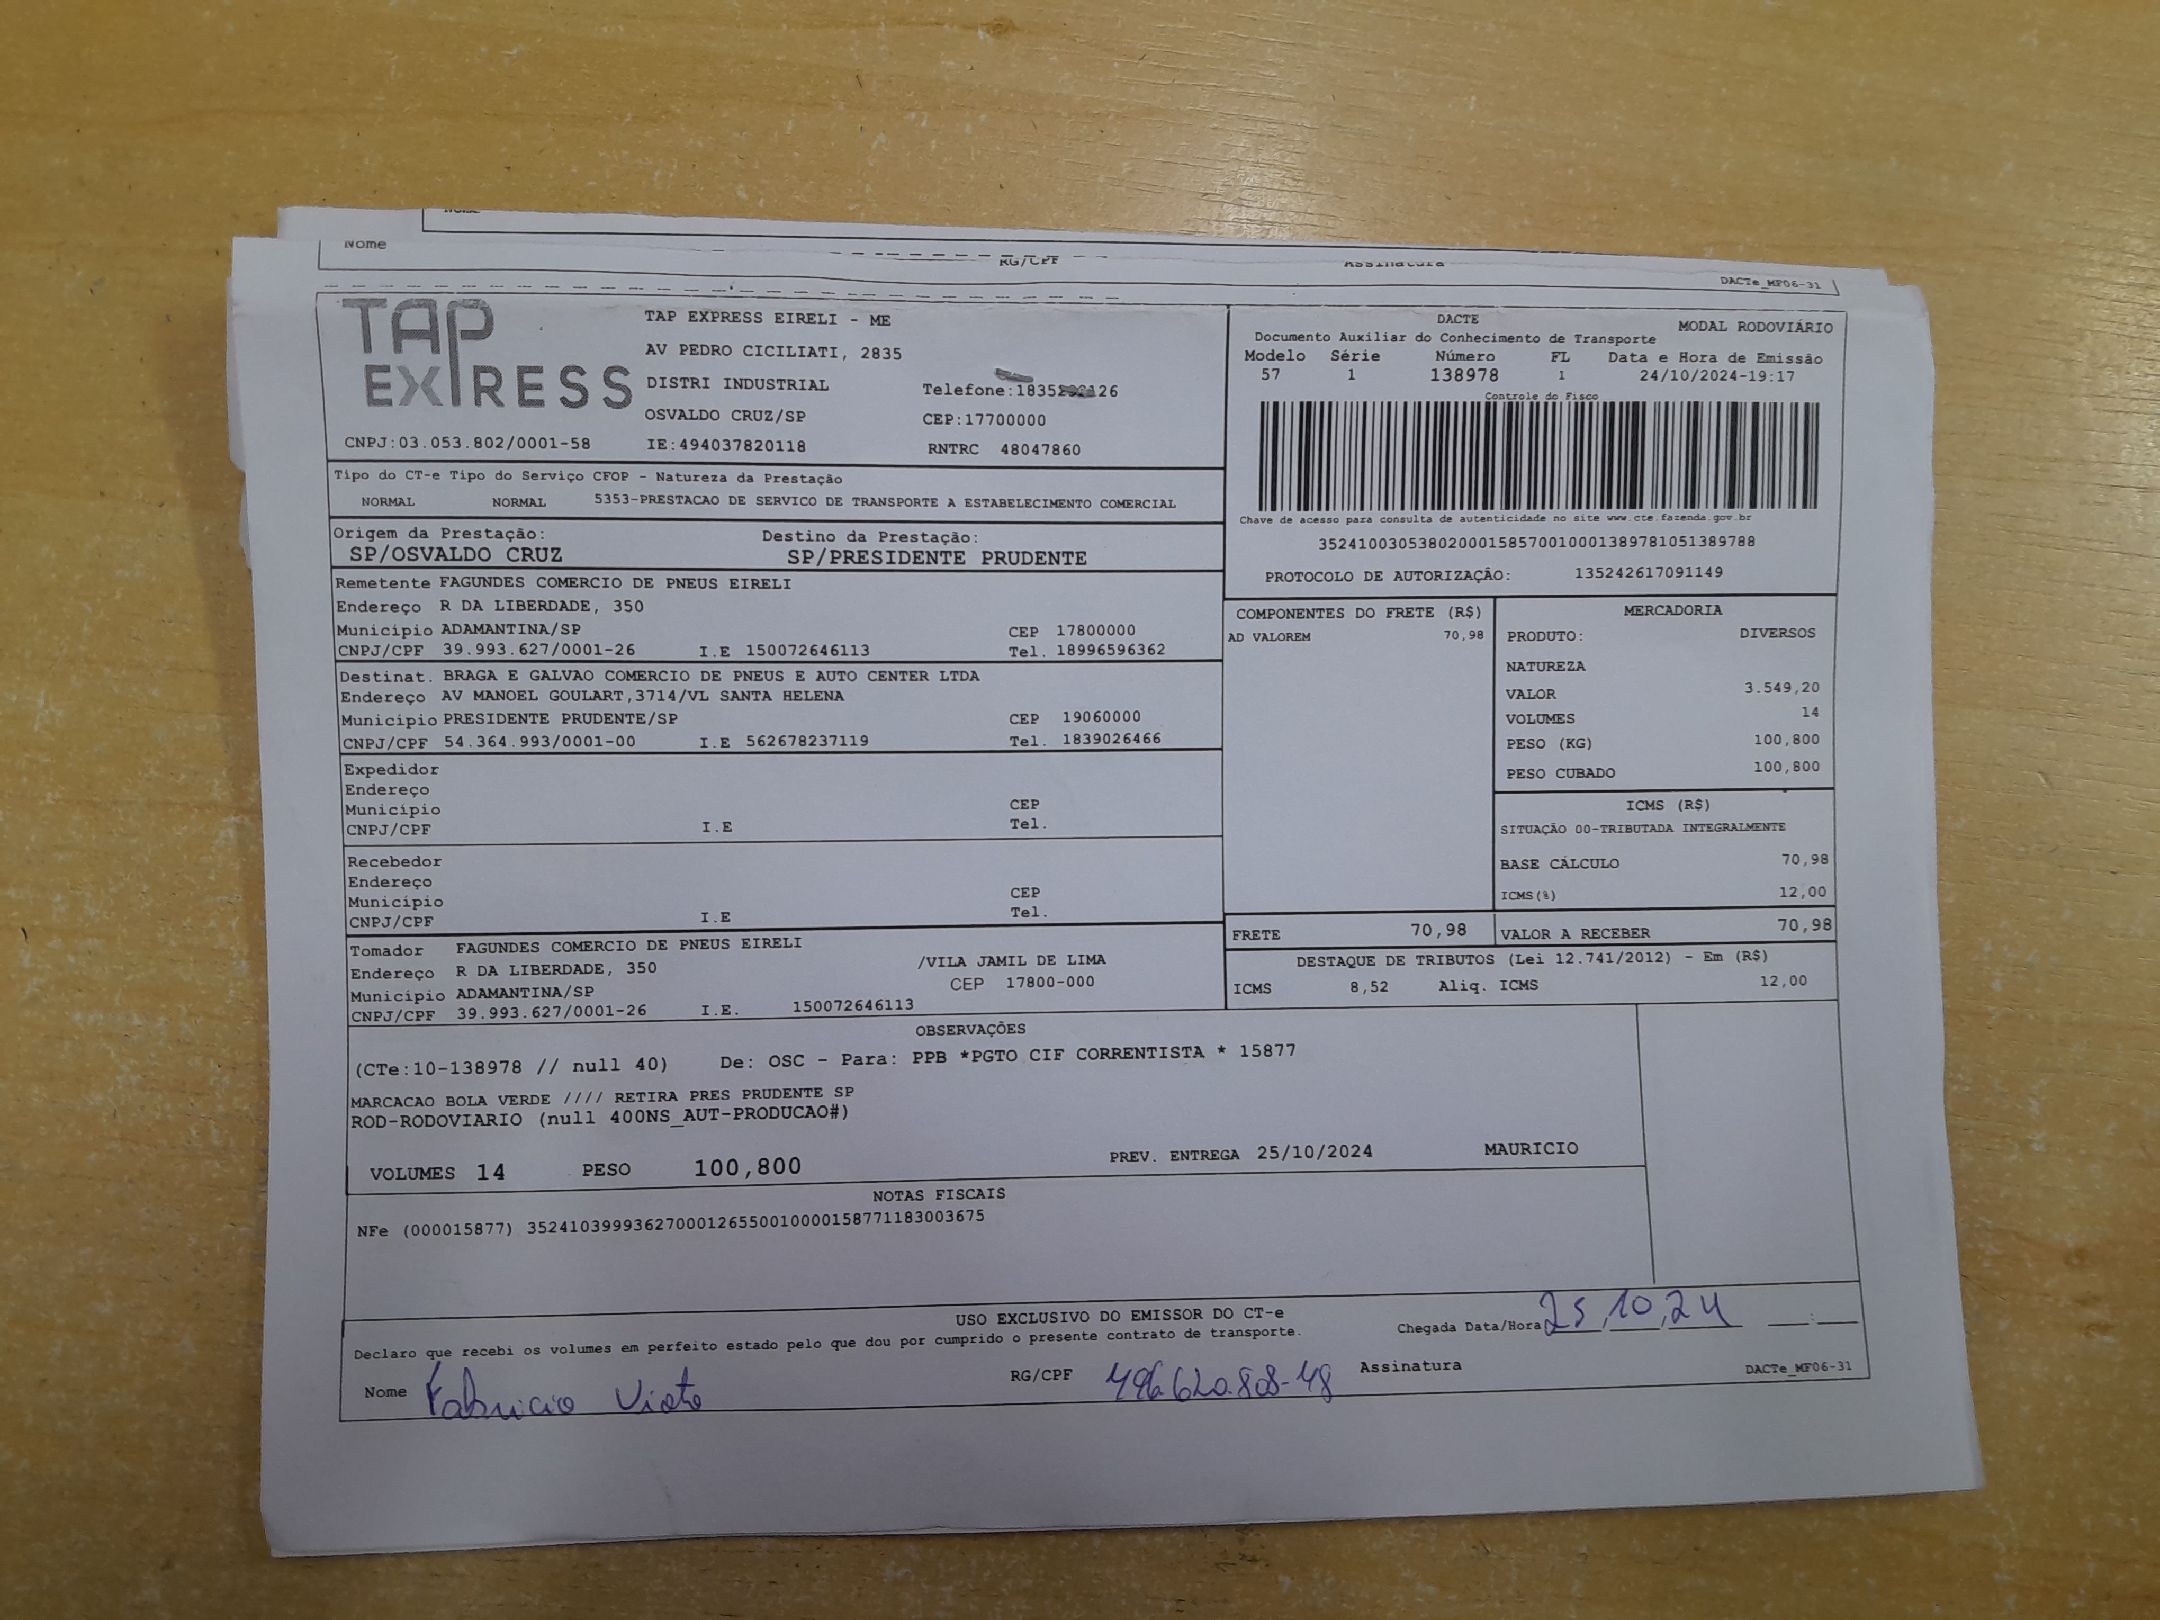 Nome
RG/CPF
Assinatura
DACTe_MF06-31
TAP EXPRESS
TAP EXPRESS EIRELI - ME
AV PEDRO CICILIATI, 2835
DISTRI INDUSTRIAL
OSVALDO CRUZ/SP
CEP:17700000
CNPJ:03.053.802/0001-58 IE:494037820118 RNTRC 48047860
DACTE
Documento Auxiliar do Conhecimento de Transporte MODAL RODOVIÁRIO
Modelo Série Número FL Data e Hora de Emissão
57 1 138978 1 24/10/2024-19:17
Controle do Fisco
Chave de acesso para consulta de autenticidade no site www.cte.fazenda.gov.br
35241003053802000158570010001389781051389788
PROTOCOLO DE AUTORIZAÇÃO: 135242617091149
Tipo do CT-e Tipo do Serviço CFOP - Natureza da Prestação
NORMAL NORMAL 5353-PRESTACAO DE SERVICO DE TRANSPORTE A ESTABELECIMENTO COMERCIAL
Origem da Prestação: Destino da Prestação:
SP/OSVALDO CRUZ SP/PRESIDENTE PRUDENTE
Remetente FAGUNDES COMERCIO DE PNEUS EIRELI
Endereço R DA LIBERDADE, 350
Município ADAMANTINA/SP CEP 17800000
CNPJ/CPF 39.993.627/0001-26 I.E 150072646113 Tel. 18996596362
Destinat. BRAGA E GALVAO COMERCIO DE PNEUS E AUTO CENTER LTDA
Endereço AV MANOEL GOULART,3714/VL SANTA HELENA
Município PRESIDENTE PRUDENTE/SP CEP 19060000
CNPJ/CPF 54.364.993/0001-00 I.E 562678237119 Tel. 1839026466
Expedidor
Endereço
Município CEP
CNPJ/CPF I.E Tel.
Recebedor
Endereço
Município CEP
CNPJ/CPF I.E Tel.
Tomador FAGUNDES COMERCIO DE PNEUS EIRELI
Endereço R DA LIBERDADE, 350 /VILA JAMIL DE LIMA
Município ADAMANTINA/SP CEP 17800-000
CNPJ/CPF 39.993.627/0001-26 I.E. 150072646113
COMPONENTES DO FRETE (R$)
AD VALOREM 70,98
MERCADORIA
PRODUTO: DIVERSOS
NATUREZA
VALOR 3.549,20
VOLUMES 14
PESO (KG) 100,800
PESO CUBADO 100,800
ICMS (R$)
SITUAÇÃO 00-TRIBUTADA INTEGRALMENTE
BASE CÁLCULO 70,98
ICMS(%) 12,00
FRETE 70,98 VALOR A RECEBER 70,98
DESTAQUE DE TRIBUTOS (Lei 12.741/2012) - Em (R$)
ICMS 8,52 Aliq. ICMS 12,00
OBSERVAÇÕES
(CTe:10-138978 // null 40) De: OSC - Para: PPB *PGTO CIF CORRENTISTA * 15877
MARCACAO BOLA VERDE //// RETIRA PRES PRUDENTE SP
ROD-RODOVIARIO (null 400NS_AUT-PRODUCAO#)
VOLUMES 14 PESO 100,800 PREV. ENTREGA 25/10/2024 MAURICIO
NOTAS FISCAIS
NFe (000015877) 35241039993627000126550010000158771183003675
USO EXCLUSIVO DO EMISSOR DO CT-e
Declaro que recebi os volumes em perfeito estado pelo que dou por cumprido o presente contrato de transporte.
Chegada Data/Hora 25,10,24
Nome Fabricio RG/CPF 496.620.808-48 Assinatura
DACTe_MF06-31